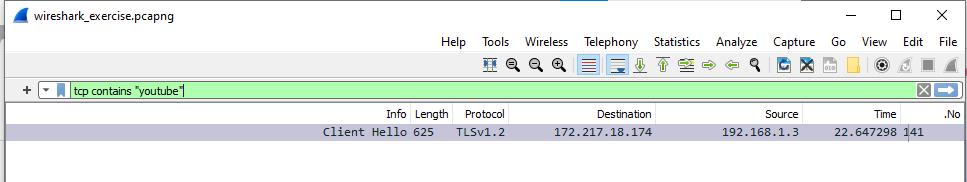 wireshark_exercise.pcapng
Help Tools Wireless Telephony Statistics Analyze Capture Go View Edit File
tcp contains "youtube"
Info Length Protocol Destination Source Time .No
Client Hello 625 TLSv1.2 172.217.18.174 192.168.1.3 22.647298 141